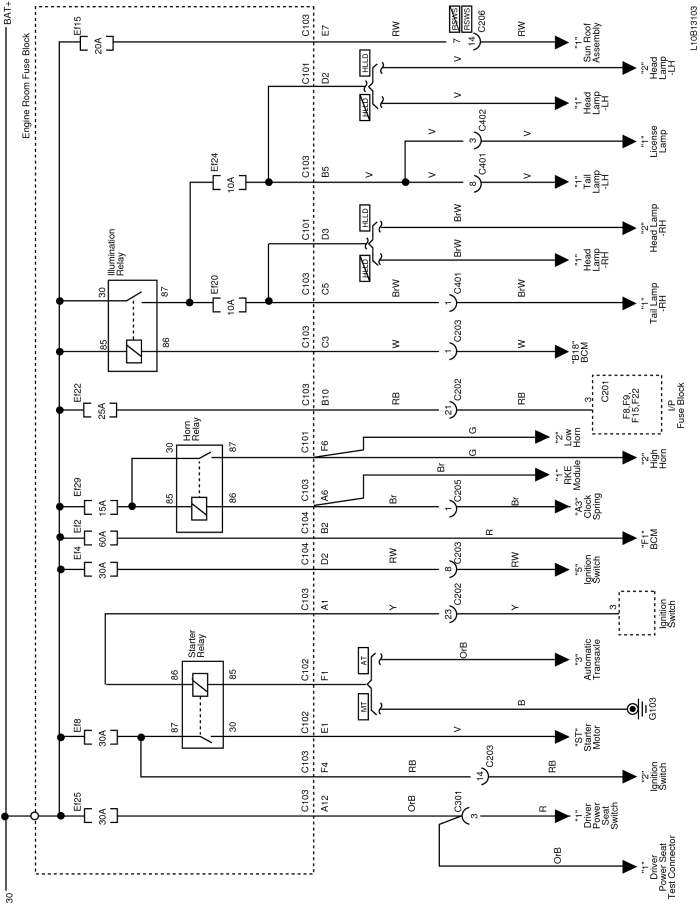 30
BAT+
Engine Room Fuse Block
Ef25
30A
Ef8
30A
Ef4
30A
Ef2
60A
Ef29
15A
Ef22
25A
Ef15
20A
Starter
Relay
87
86
30
85
Horn
Relay
85
30
86
87
Illumination
Relay
85
30
86
87
Ef20
10A
Ef24
10A
C103
A12
C103
F4
C102
E1
C102
F1
C103
A1
C104
D2
C104
B2
C103
A6
C101
F6
C103
B10
C103
C3
C103
C5
C101
D3
C103
B5
C101
D2
C103
E7
OrB
RB
MT
AT
Y
RW
Br
Br
G
G
RB
W
BrW
HLLD
HLLD
V
HLLD
HLLD
RW
RSWS
RSWS
C301
3
14
C203
V
B
OrB
23
C202
8
C203
R
1
C205
21
C202
1
C203
1
C401
BrW
BrW
8
C401
V
3
C402
V
V
7
14
C206
OrB
R
RB
Y
RW
Br
RB
W
BrW
V
V
RW
"1"
Driver
Power Seat
Test Connector
"1"
Driver
Power
Seat
Switch
"2"
Ignition
Switch
"ST"
Starter
Motor
G103
"3"
Automatic
Transaxle
3
Ignition
Switch
"5"
Ignition
Switch
"F1"
BCM
"A3"
Clock
Spring
"1"
RKE
Module
"2"
High
Horn
"2"
Low
Horn
3
C201
F8,F9,
F15,F22
I/P
Fuse Block
"B18"
BCM
"1"
Tail Lamp
-RH
"1"
Head
Lamp
-RH
"2"
Head Lamp
-RH
"1"
Tail
Lamp
-LH
"1"
License
Lamp
"1"
Head
Lamp
-LH
"2"
Head
Lamp
-LH
"1"
Sun Roof
Assembly
L10B13103